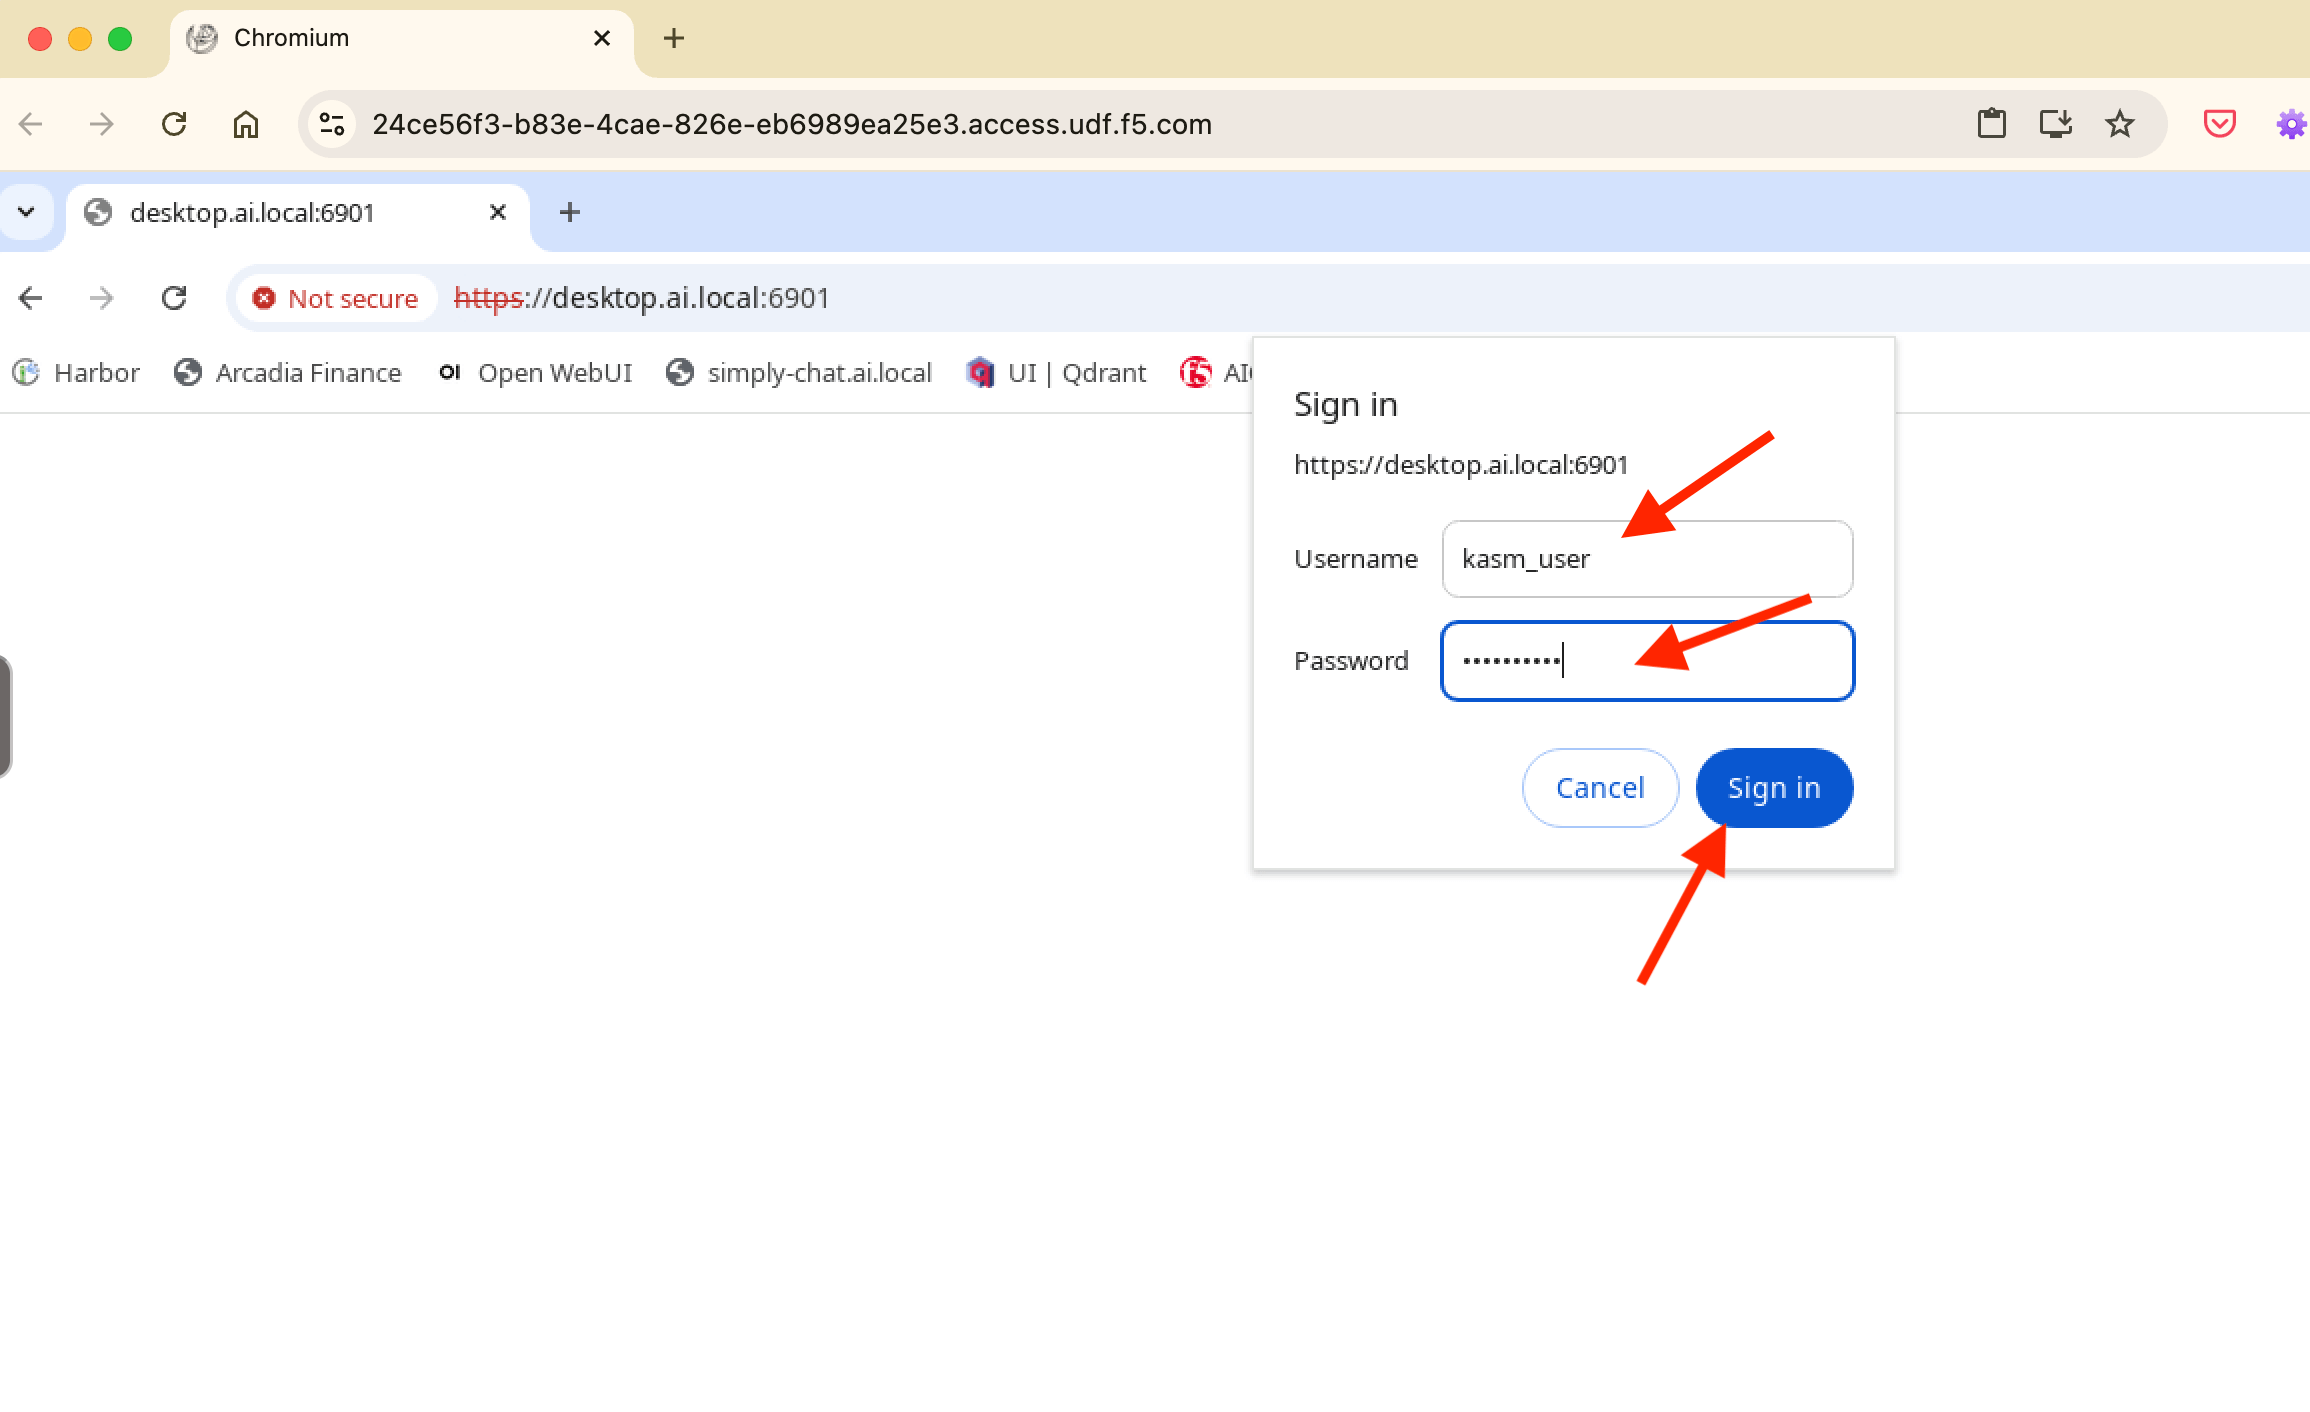 Chromium
24ce56f3-b83e-4cae-826e-eb6989ea25e3.access.udf.f5.com
desktop.ai.local:6901
Not secure https://desktop.ai.local:6901
Harbor Arcadia Finance OI Open WebUI simply-chat.ai.local UI | Qdrant f5
Sign in
https://desktop.ai.local:6901
Username kasm_user
Password ••••••••••
Cancel Sign in